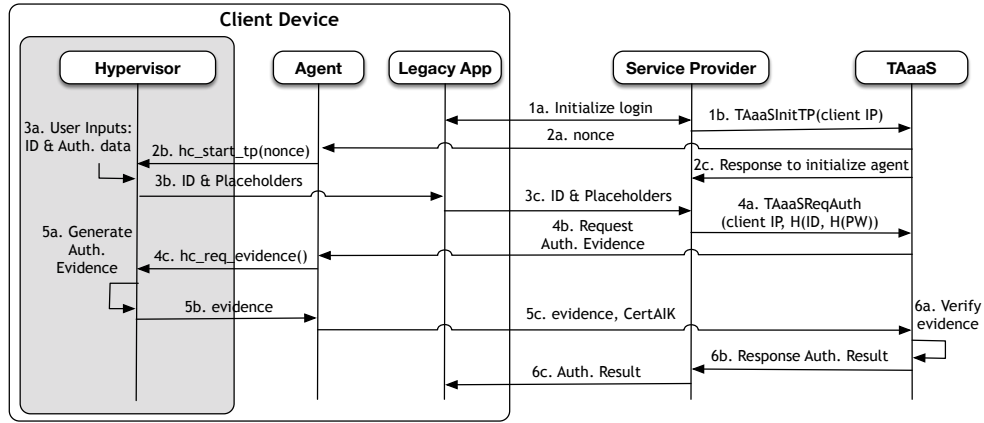 Client Device
Hypervisor
Agent
Legacy App
Service Provider
TAaaS
1a. Initialize login
1b. TAaaSInitTP(client IP)
2a. nonce
3a. User Inputs:
ID & Auth. data
2b. hc_start_tp(nonce)
2c. Response to initialize agent
3b. ID & Placeholders
3c. ID & Placeholders
4a. TAaaSReqAuth
(client IP, H(ID, H(PW))
4b. Request
Auth. Evidence
5a. Generate
Auth.
Evidence
4c. hc_req_evidence()
5b. evidence
5c. evidence, CertAIK
6a. Verify
evidence
6b. Response Auth. Result
6c. Auth. Result